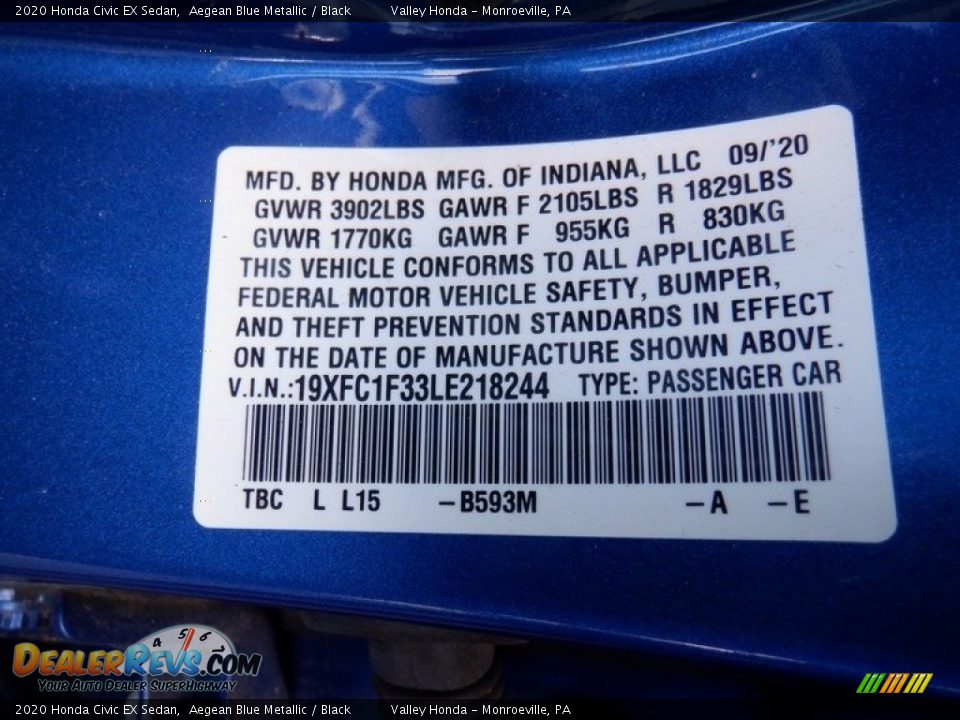 2020 Honda Civic EX Sedan, Aegean Blue Metallic / Black Valley Honda - Monroeville, PA
MFD. BY HONDA MFG. OF INDIANA, LLC 09/'20
GVWR 3902LBS GAWR F 2105LBS R 1829LBS
GVWR 1770KG GAWR F 955KG R 830KG
THIS VEHICLE CONFORMS TO ALL APPLICABLE
FEDERAL MOTOR VEHICLE SAFETY, BUMPER,
AND THEFT PREVENTION STANDARDS IN EFFECT
ON THE DATE OF MANUFACTURE SHOWN ABOVE.
V.I.N.:19XFC1F33LE218244 TYPE: PASSENGER CAR
TBC L L15 -B593M -A -E
4 5 6
DEALERREVS.COM
YOUR AUTO DEALER SUPERHIGHWAY
2020 Honda Civic EX Sedan, Aegean Blue Metallic / Black Valley Honda - Monroeville, PA